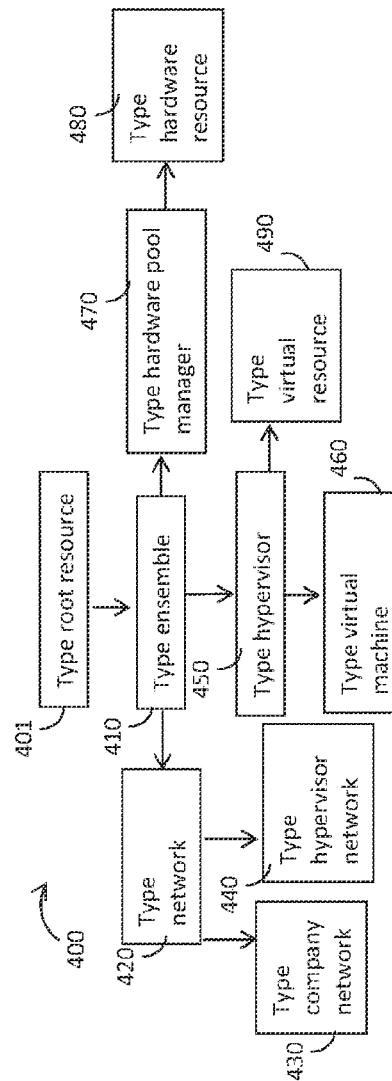 400
401
Type root resource
410
Type ensemble
420
Type
network
430
Type
company
network
440
Type
hypervisor
network
450
Type hypervisor
460
Type virtual
machine
470
Type hardware pool
manager
480
Type
hardware
resource
490
Type
virtual
resource